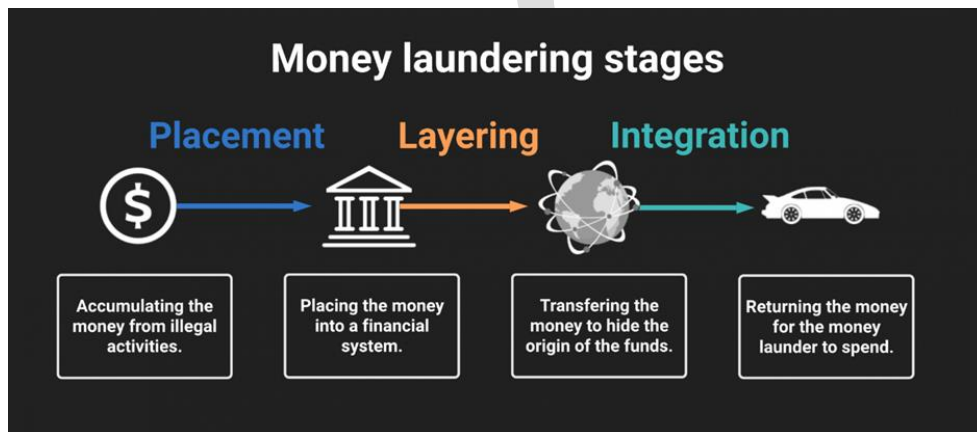 Money laundering stages
Placement
Layering
Integration
$
Accumulating the
money from illegal
activities.
Placing the money
into a financial
system.
Transfering the
money to hide the
origin of the funds.
Returning the money
for the money
launder to spend.